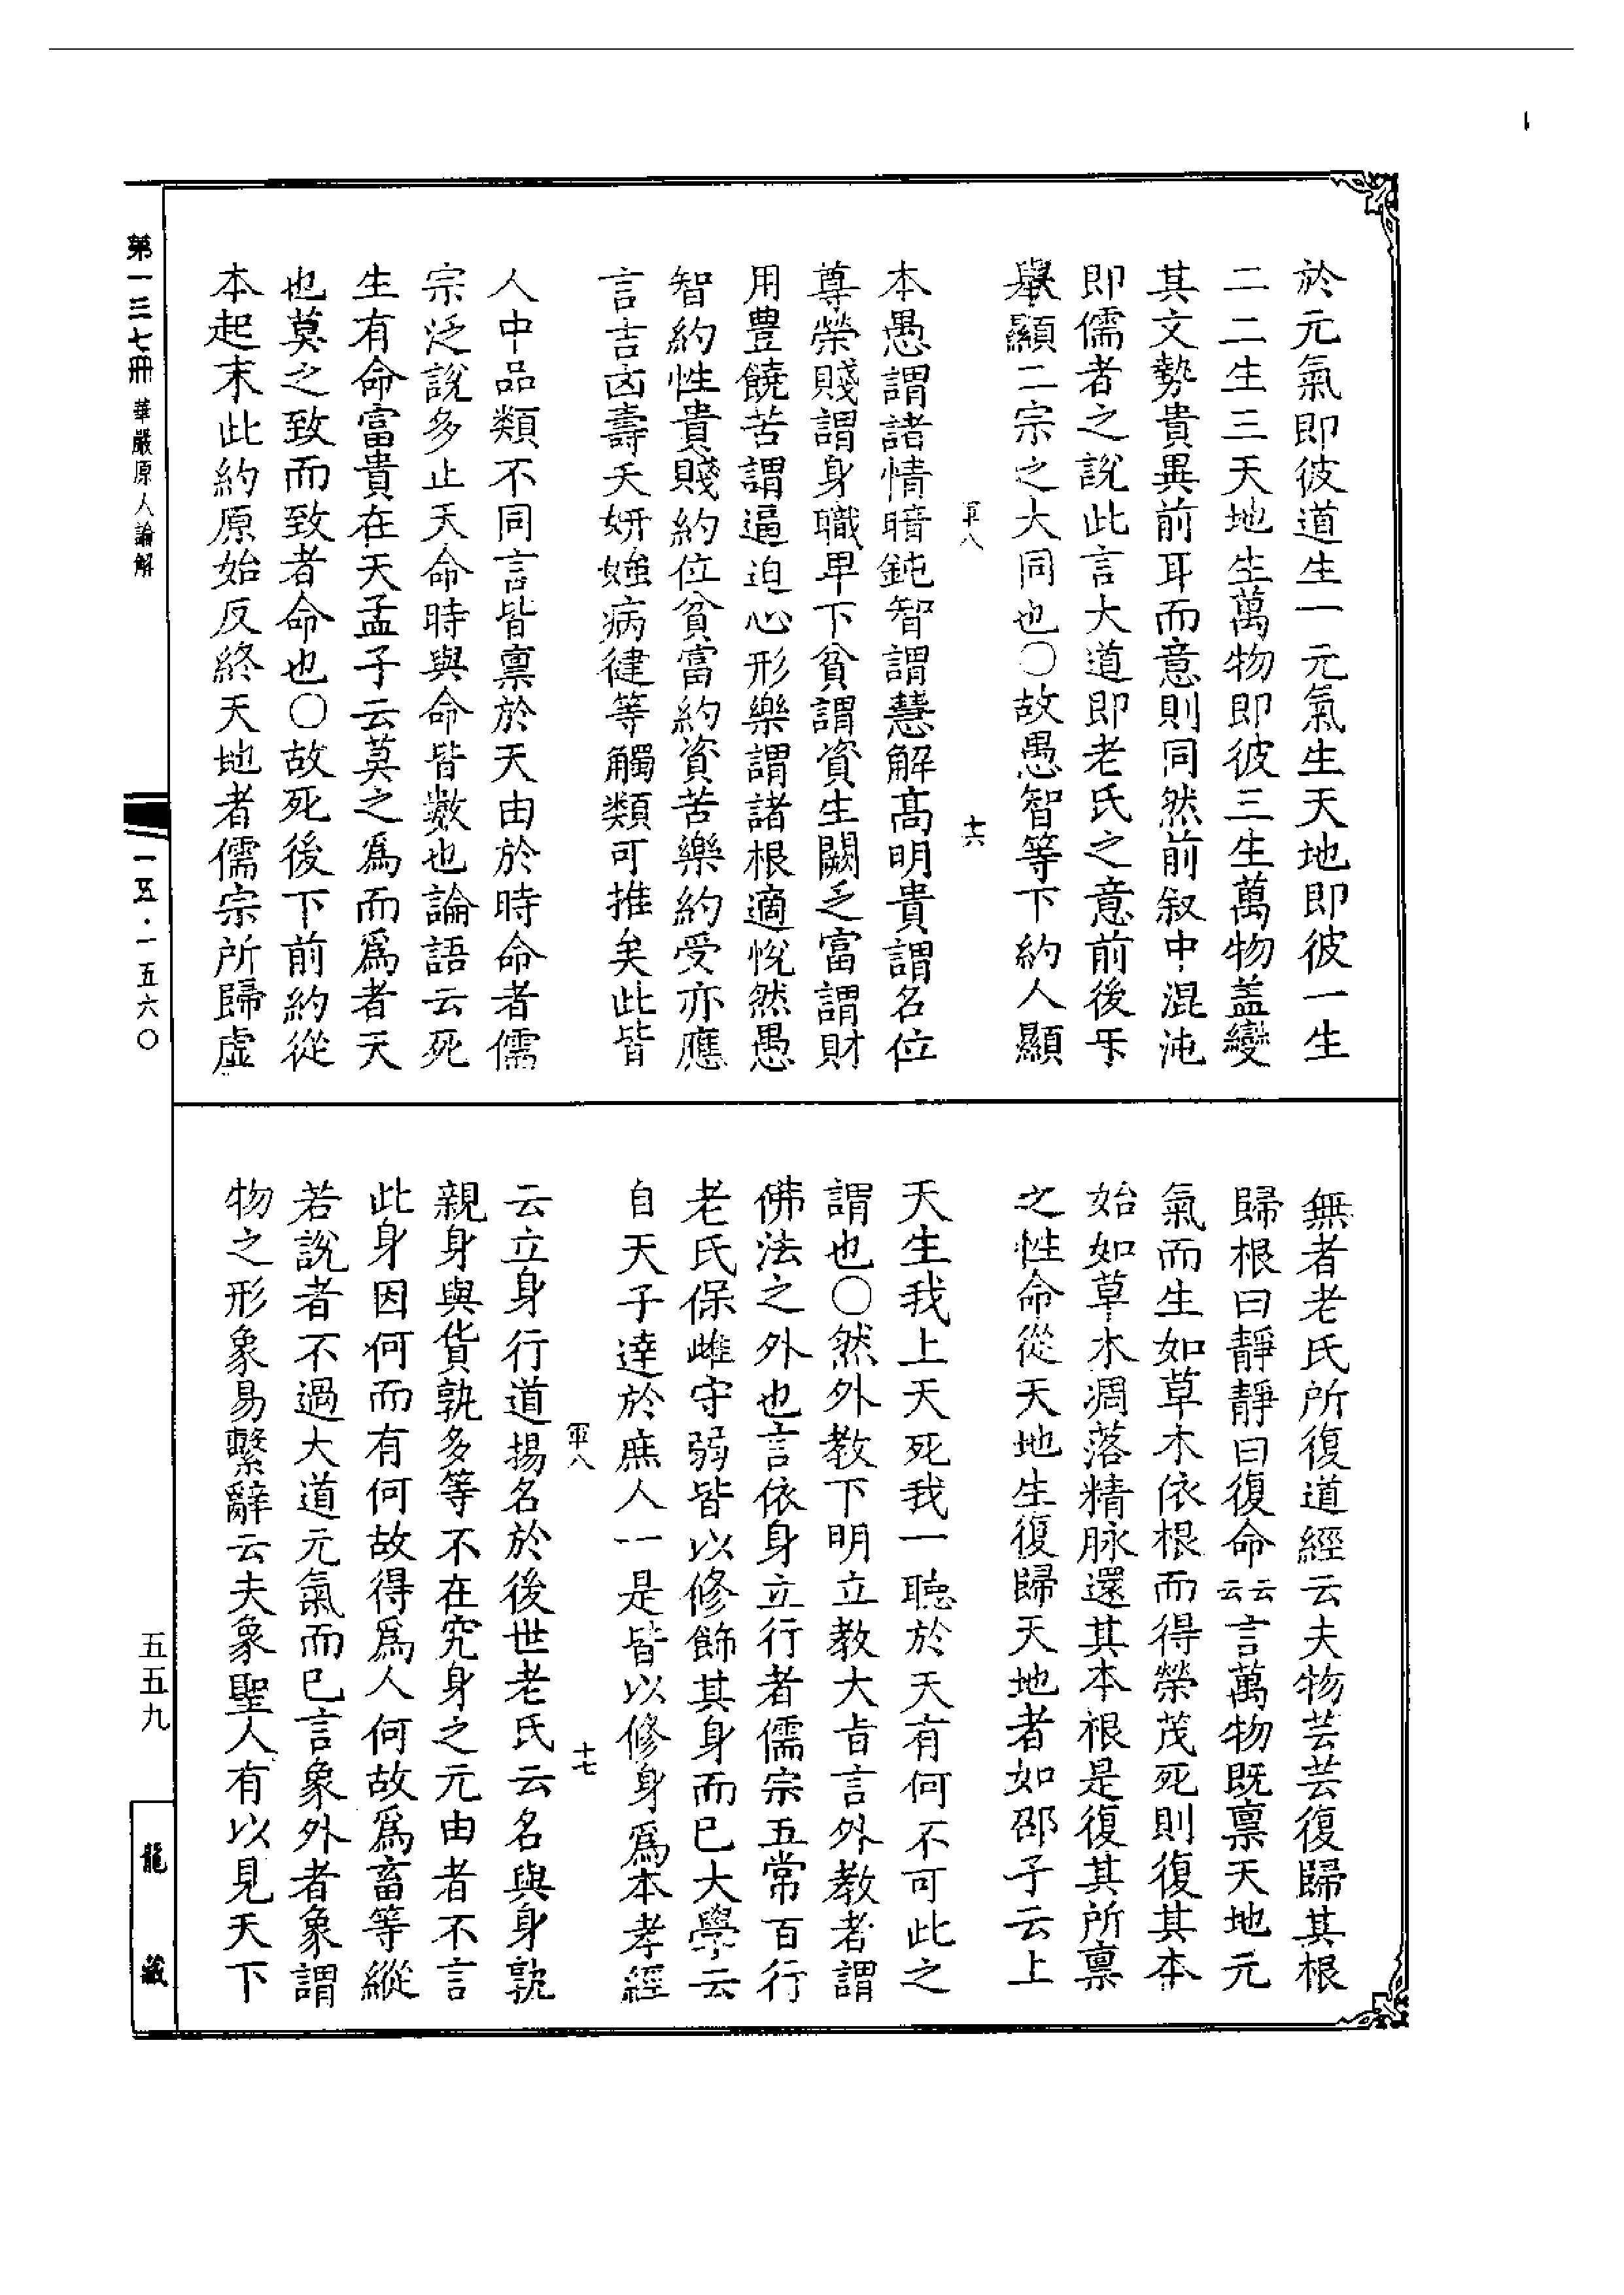 於元氣即彼道生一元氣生天地即彼一生
二二生三天地生萬物即彼三生萬物盖變
其文勢貴異前耳而意則同然前叙中混沌
即儒者之說此言大道即老氏之意前後㸦
舉顯二宗之大同也〇故愚智等下約人顯
軍八
十六
本愚謂諸情暗鈍智謂慧解髙明貴謂名位
尊榮賤謂身職卑下貧謂資生闕乏富謂財
用豊饒苦謂逼迫心形樂謂諸根適悅然愚
智約性貴賤約位貧富約資苦樂約受亦應
言吉凶壽夭妍媸病健等觸類可推矣此皆
人中品類不同言皆禀於天由於時命者儒
宗泛說多止天命時與命皆數也論語云死
生有命富貴在天孟子云莫之爲而爲者天
也莫之致而致者命也〇故死後下前約從
本起末此約原始反終天地者儒宗所歸虛
無者老氏所復道經云夫物芸芸復歸其根
歸根曰靜靜曰復命云云言萬物既禀天地元
氣而生如草木依根而得榮茂死則復其本
始如草木凋落精脉還其本根是復其所禀
之性命從天地生復歸天地者如邵子云上
天生我上天死我一聽於天有何不可此之
謂也〇然外教下明立教大旨言外教者謂
佛法之外也言依身立行者儒宗五常百行
老氏保雌守弱皆以修飾其身而已大學云
自天子達於庶人一是皆以修身爲本孝經
軍八
十七
云立身行道揚名於後世老氏云名與身孰
親身與貨孰多等不在究身之元由者不言
此身因何而有何故得爲人何故爲畜等縱
若說者不過大道元氣而已言象外者象謂
物之形象易繫辭云夫象聖人有以見天下
第一三七冊 華嚴原人論解
一五·一五六〇
五五九
龍藏